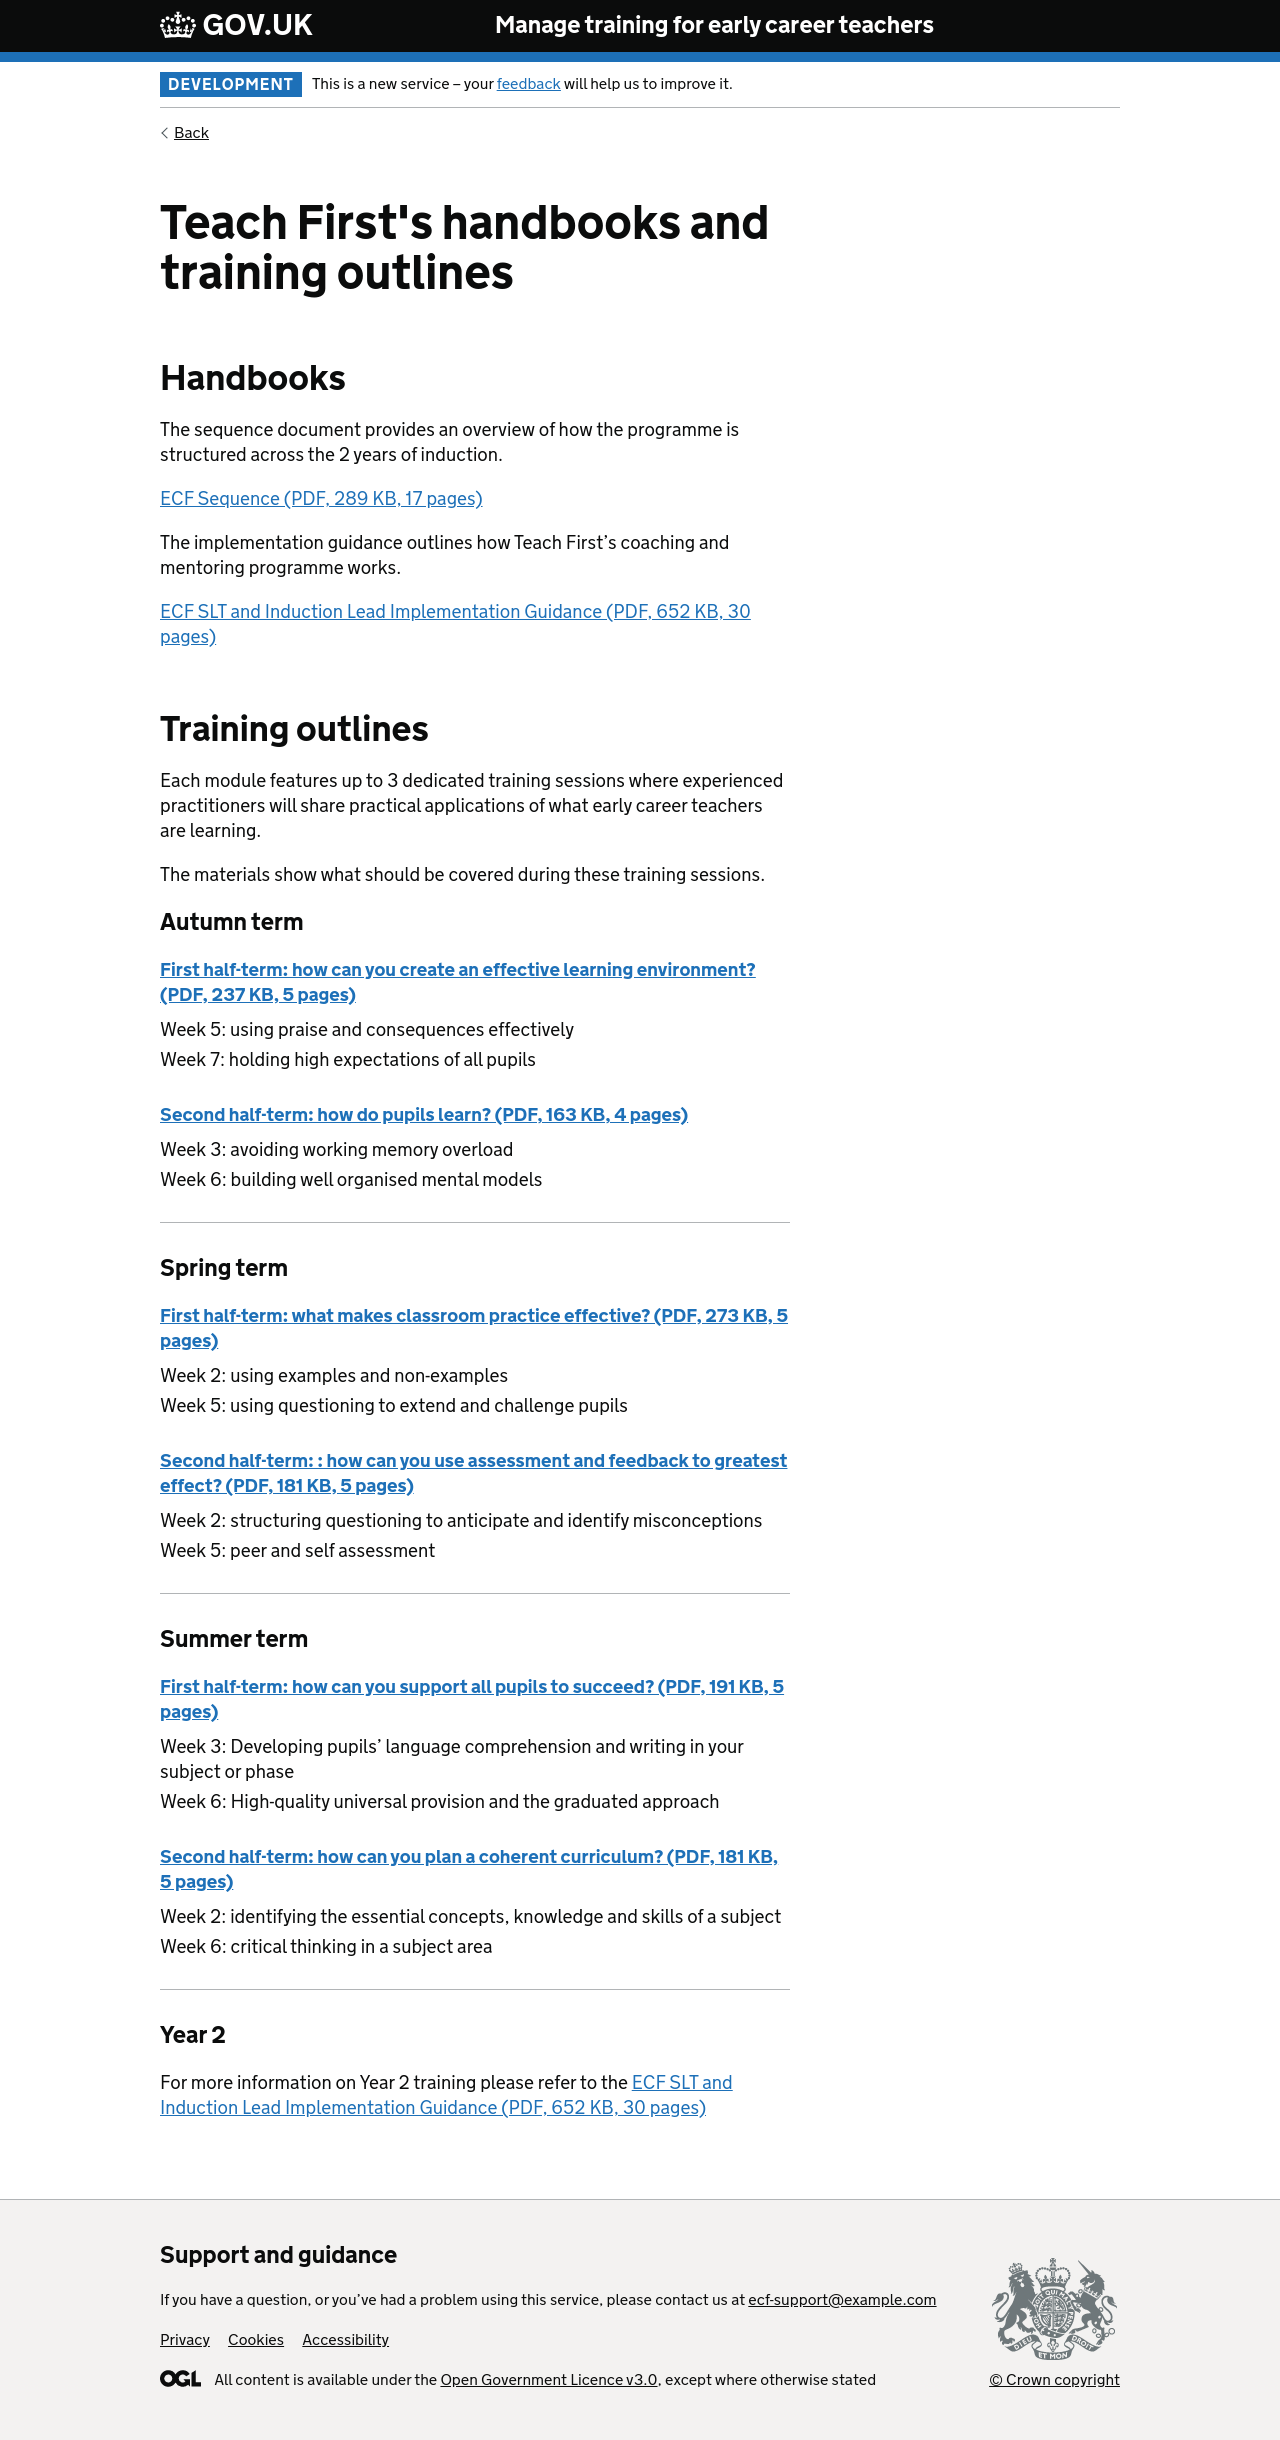 GOV.UK
Manage training for early career teachers
DEVELOPMENT This is a new service – your feedback will help us to improve it.
Back
Teach First's handbooks and
training outlines
Handbooks
The sequence document provides an overview of how the programme is
structured across the 2 years of induction.
ECF Sequence (PDF, 289 KB, 17 pages)
The implementation guidance outlines how Teach First’s coaching and
mentoring programme works.
ECF SLT and Induction Lead Implementation Guidance (PDF, 652 KB, 30
pages)
Training outlines
Each module features up to 3 dedicated training sessions where experienced
practitioners will share practical applications of what early career teachers
are learning.
The materials show what should be covered during these training sessions.
Autumn term
First half-term: how can you create an effective learning environment?
(PDF, 237 KB, 5 pages)
Week 5: using praise and consequences effectively
Week 7: holding high expectations of all pupils
Second half-term: how do pupils learn? (PDF, 163 KB, 4 pages)
Week 3: avoiding working memory overload
Week 6: building well organised mental models
Spring term
First half-term: what makes classroom practice effective? (PDF, 273 KB, 5
pages)
Week 2: using examples and non-examples
Week 5: using questioning to extend and challenge pupils
Second half-term: : how can you use assessment and feedback to greatest
effect? (PDF, 181 KB, 5 pages)
Week 2: structuring questioning to anticipate and identify misconceptions
Week 5: peer and self assessment
Summer term
First half-term: how can you support all pupils to succeed? (PDF, 191 KB, 5
pages)
Week 3: Developing pupils’ language comprehension and writing in your
subject or phase
Week 6: High-quality universal provision and the graduated approach
Second half-term: how can you plan a coherent curriculum? (PDF, 181 KB,
5 pages)
Week 2: identifying the essential concepts, knowledge and skills of a subject
Week 6: critical thinking in a subject area
Year 2
For more information on Year 2 training please refer to the ECF SLT and
Induction Lead Implementation Guidance (PDF, 652 KB, 30 pages)
Support and guidance
If you have a question, or you’ve had a problem using this service, please contact us at ecf-support@example.com
Privacy Cookies Accessibility
OGL All content is available under the Open Government Licence v3.0, except where otherwise stated
DIEU ET MON DROIT
© Crown copyright